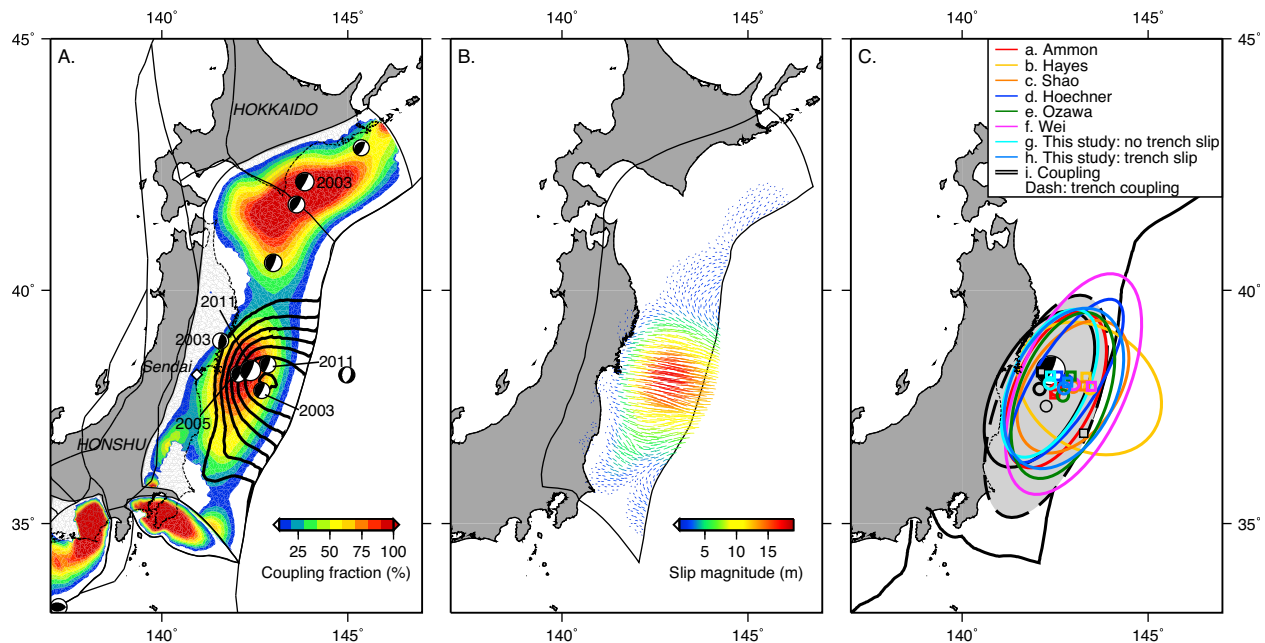 140˚ 145˚ 140˚ 145˚ 140˚ 145˚
45˚ 45˚
A. B. C.
a. Ammon
b. Hayes
c. Shao
d. Hoechner
e. Ozawa
f. Wei
g. This study: no trench slip
h. This study: trench slip
i. Coupling
Dash: trench coupling
HOKKAIDO
2003
40˚ 40˚
2011
2003
2011
Sendai
2003
2005
HONSHU
35˚ 35˚
25 50 75 100
Coupling fraction (%)
5 10 15
Slip magnitude (m)
140˚ 145˚ 140˚ 145˚ 140˚ 145˚